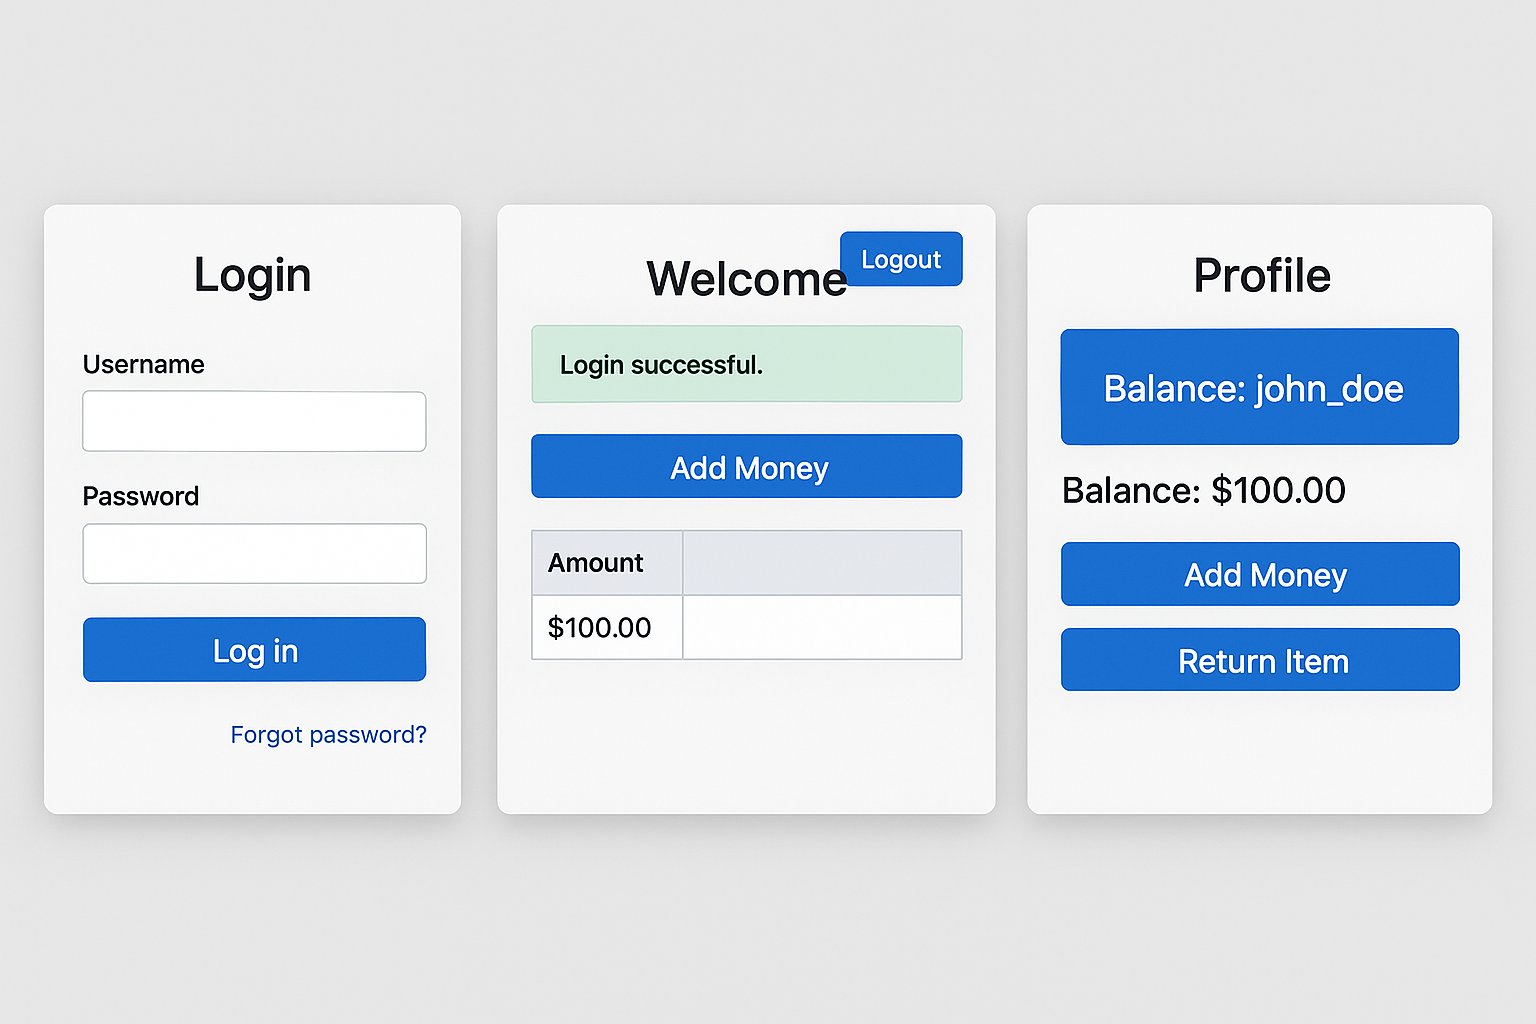 Login
Username
Password
Log in
Forgot password?
Logout
Welcome
Login successful.
Add Money
Amount
$100.00
Profile
Balance: john_doe
Balance: $100.00
Add Money
Return Item